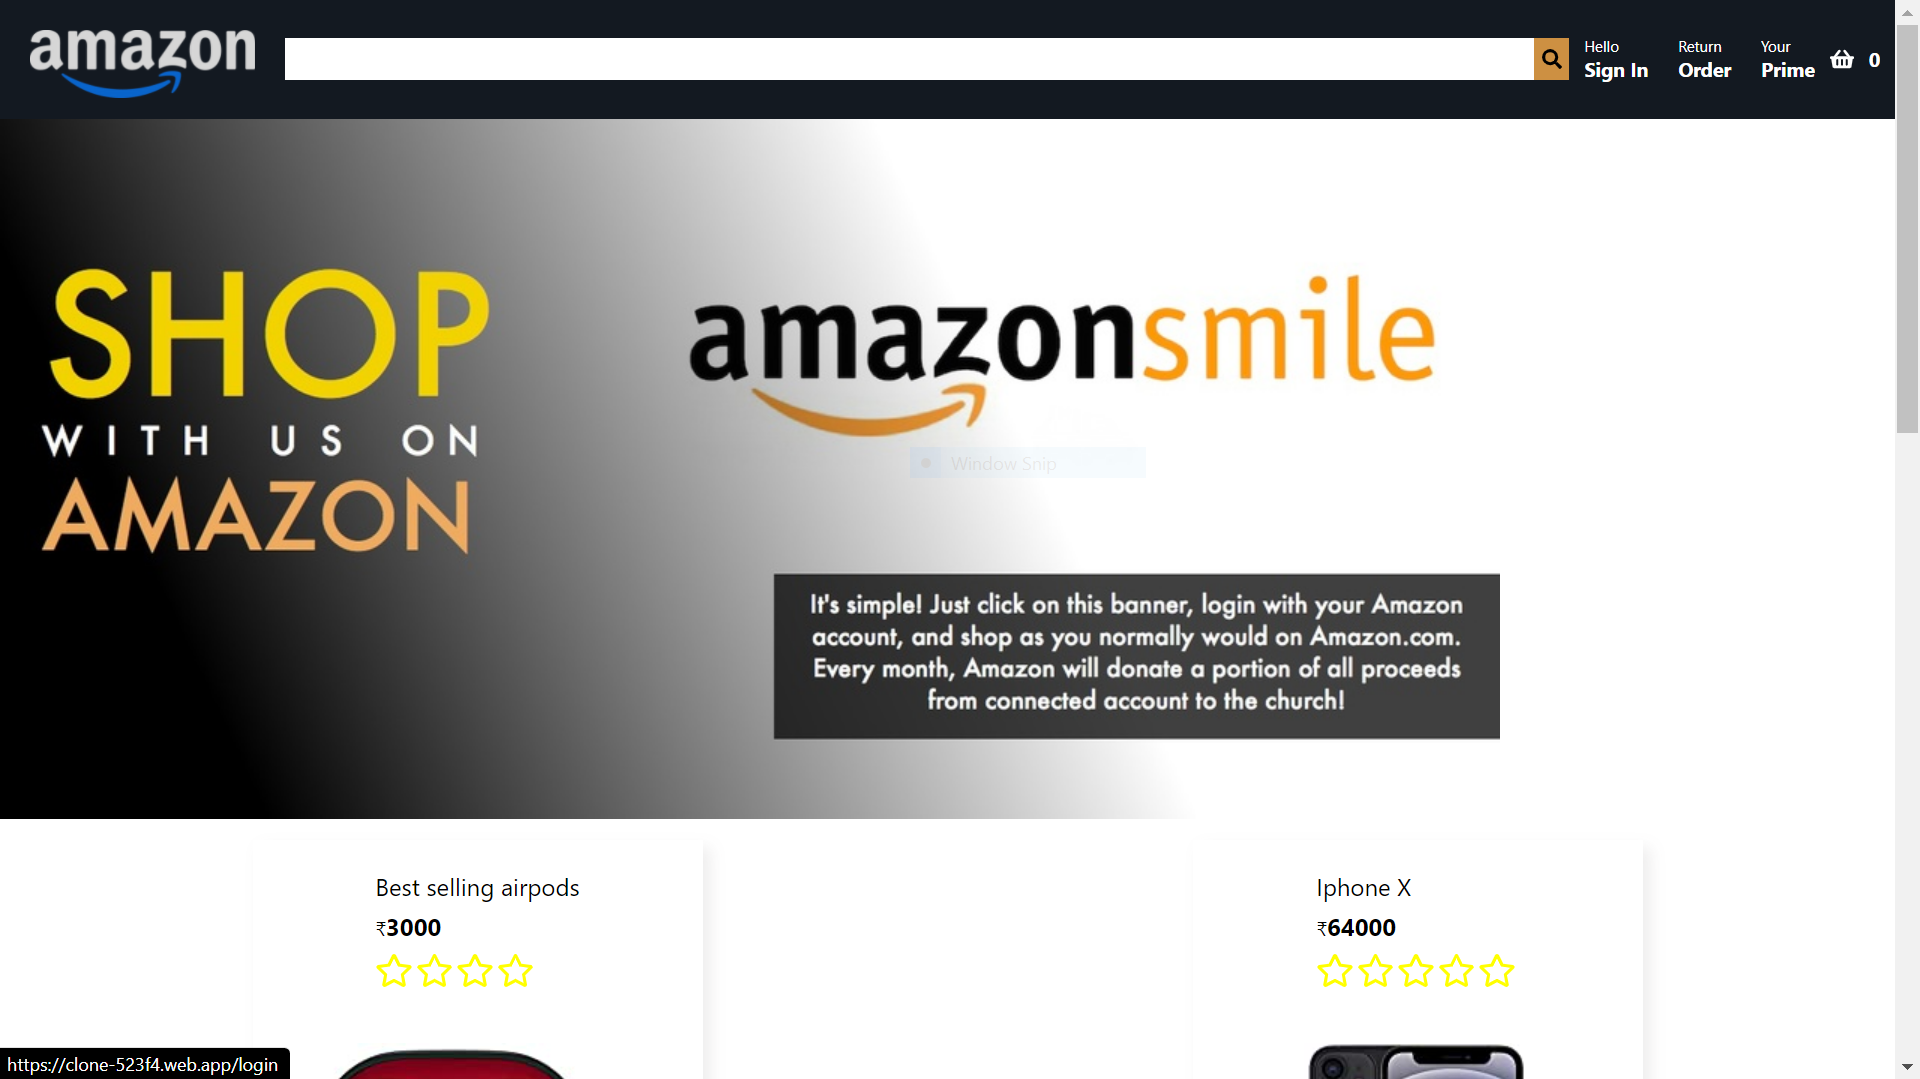 amazon
Hello
Sign In
Return
Order
Your
Prime
0
SHOP
WITH US ON
AMAZON
amazonsmile
Window Snip
It's simple! Just click on this banner, login with your Amazon
account, and shop as you normally would on Amazon.com.
Every month, Amazon will donate a portion of all proceeds
from connected account to the church!
Best selling airpods
₹3000
Iphone X
₹64000
https://clone-523f4.web.app/login